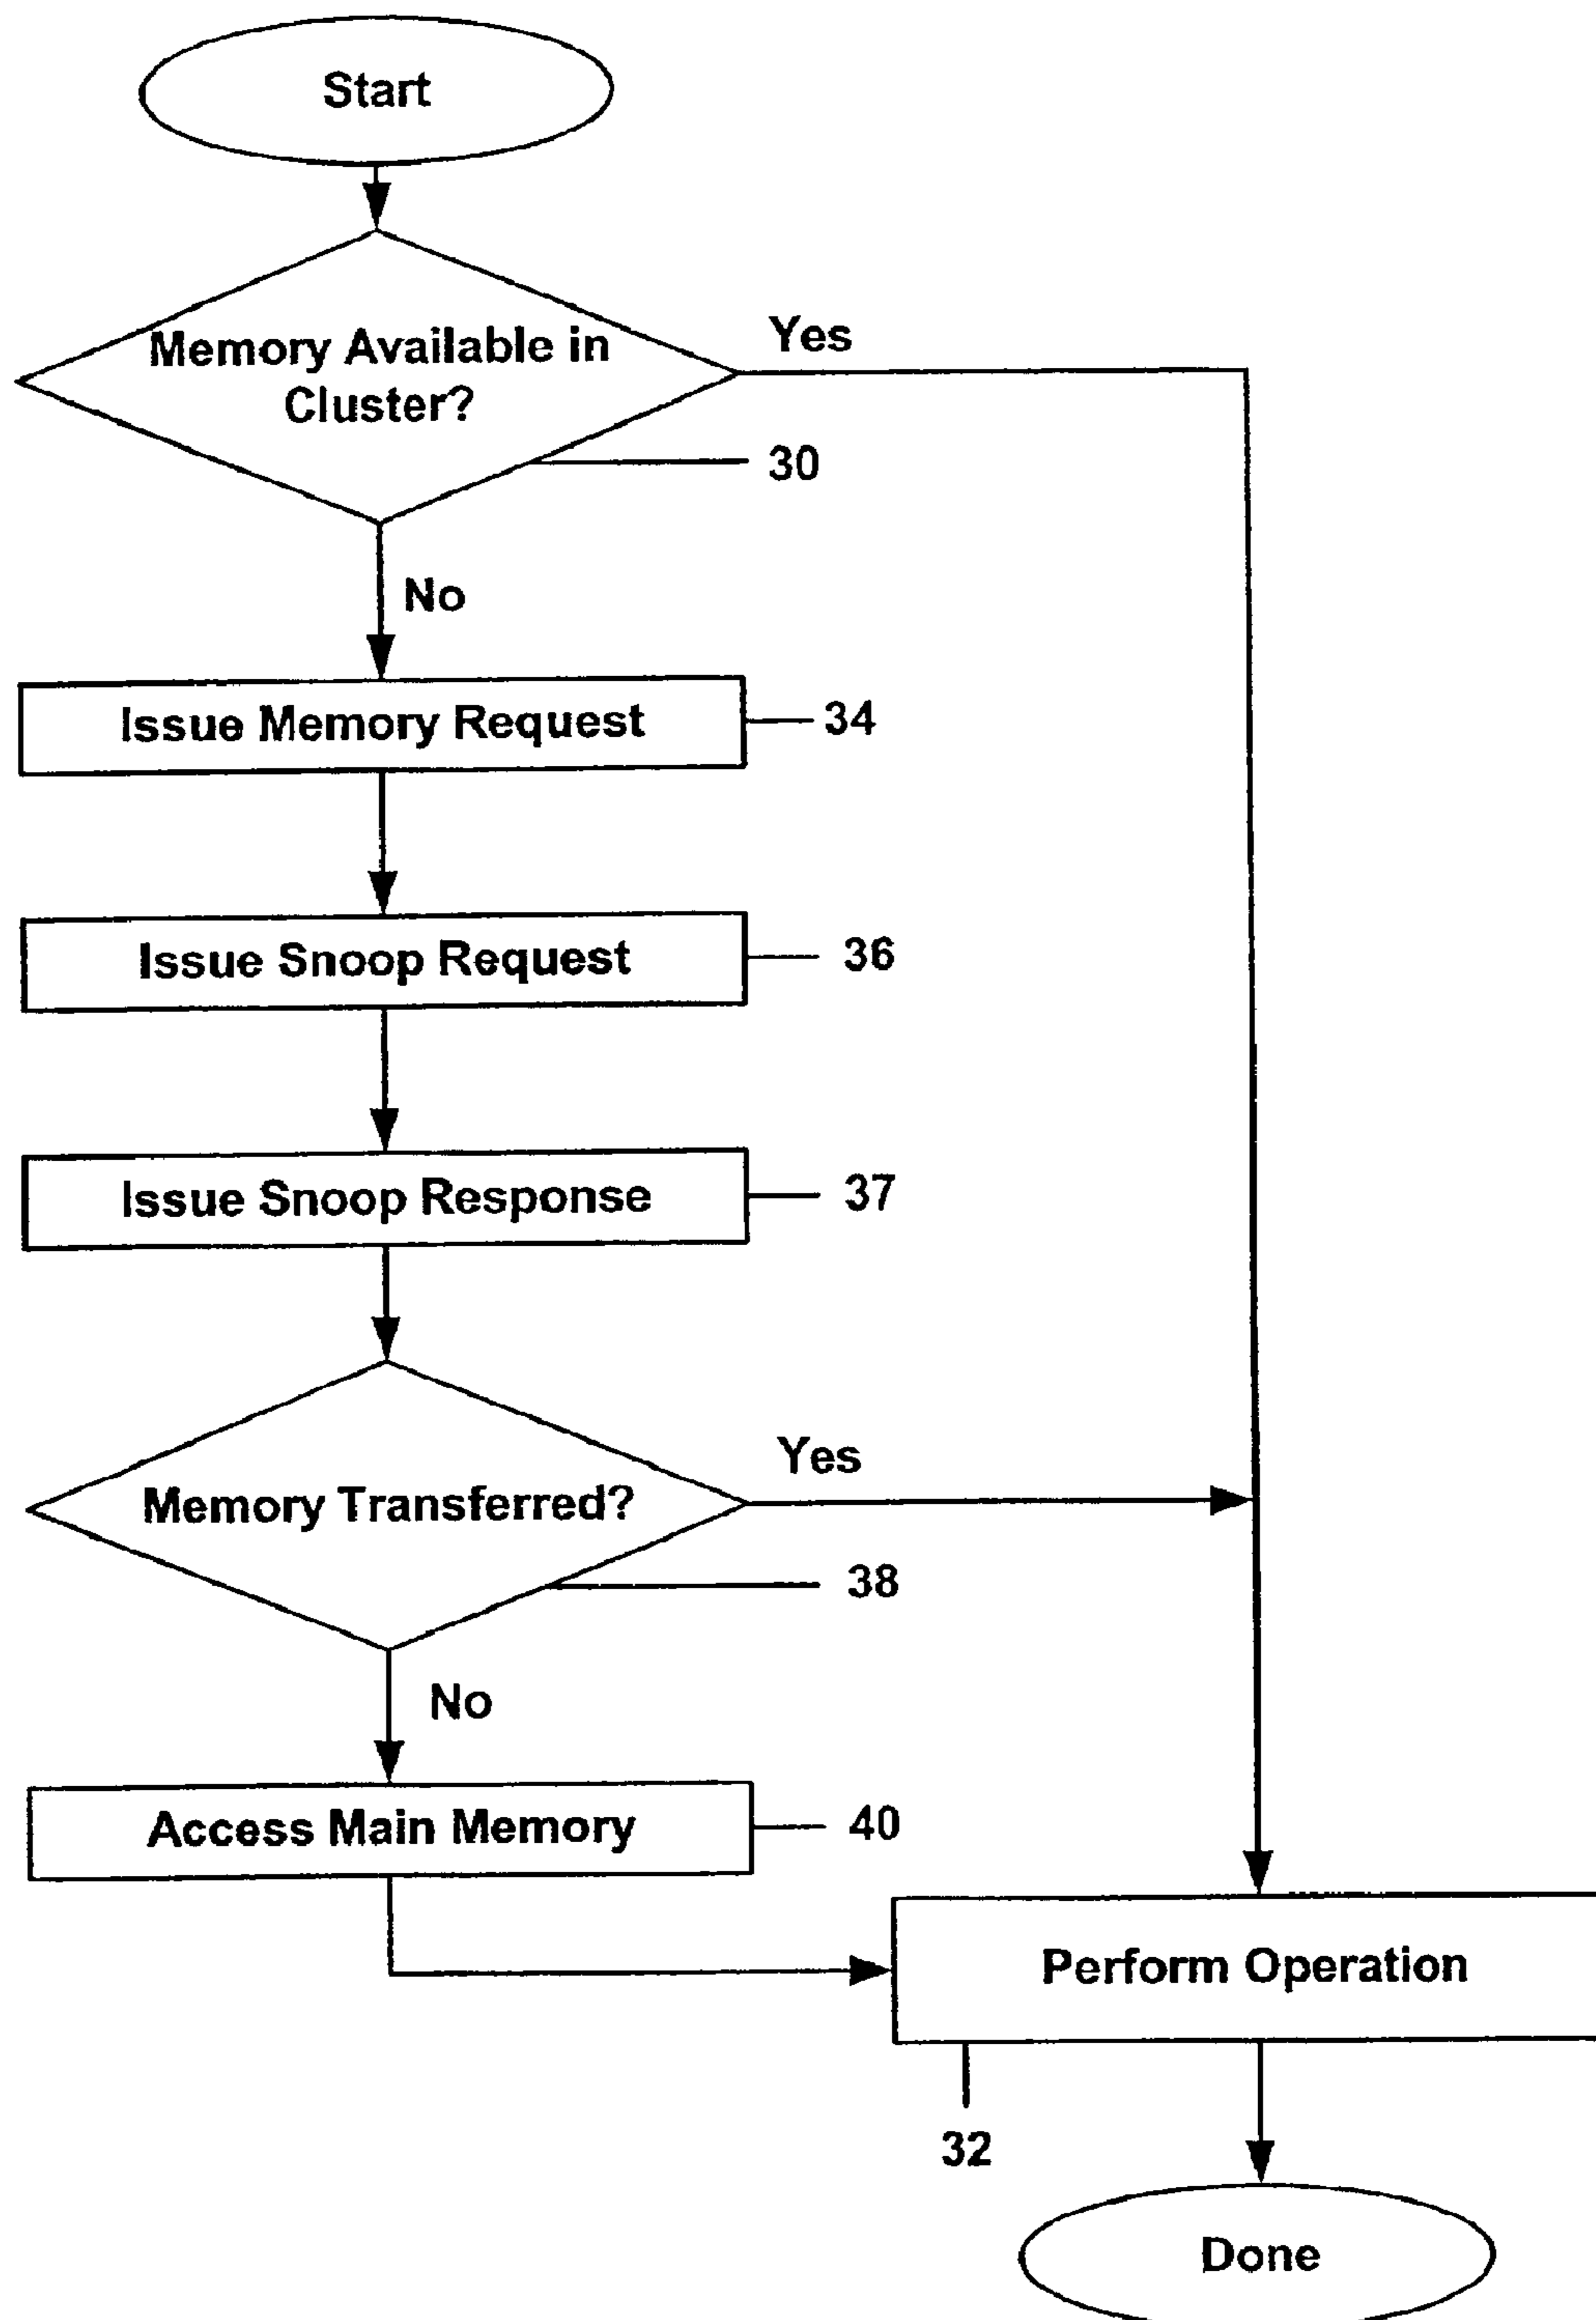 Start
Memory Available in
Cluster?
Yes
30
No
Issue Memory Request
34
Issue Snoop Request
36
Issue Snoop Response
37
Memory Transferred?
Yes
38
No
Access Main Memory
40
Perform Operation
32
Done